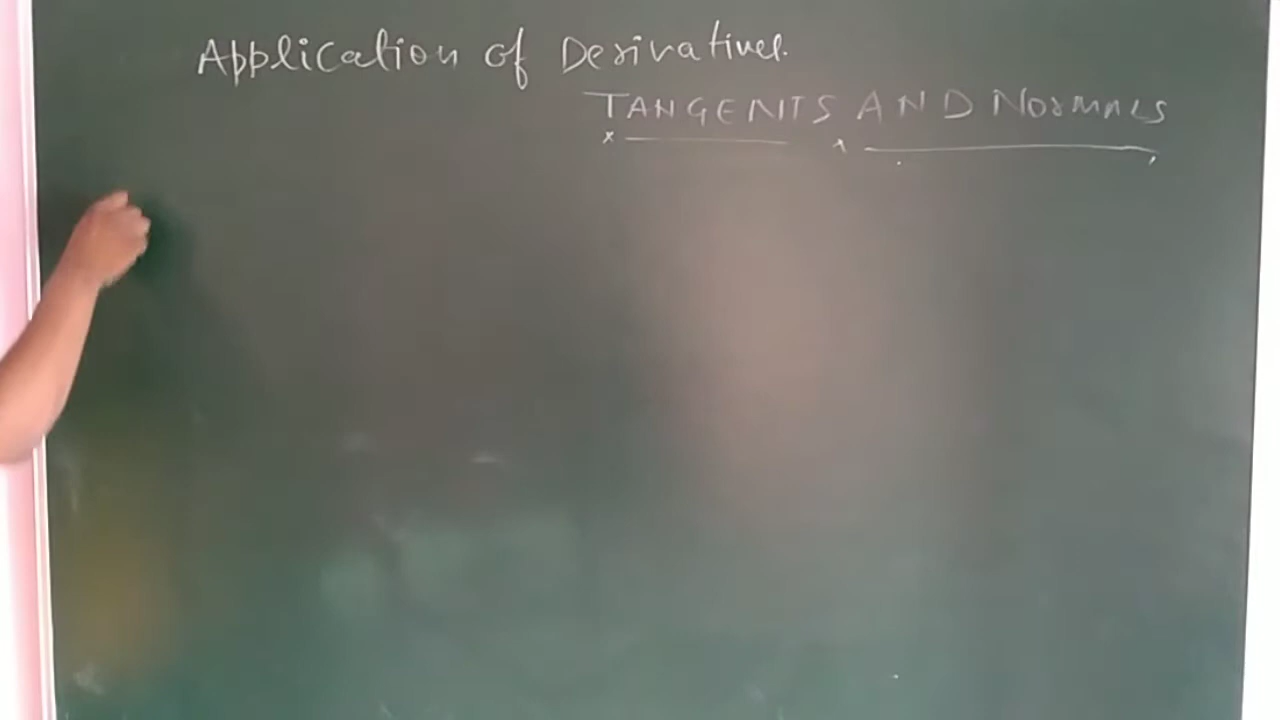 Application of Derivatives.
TANGENTS AND NORMALS